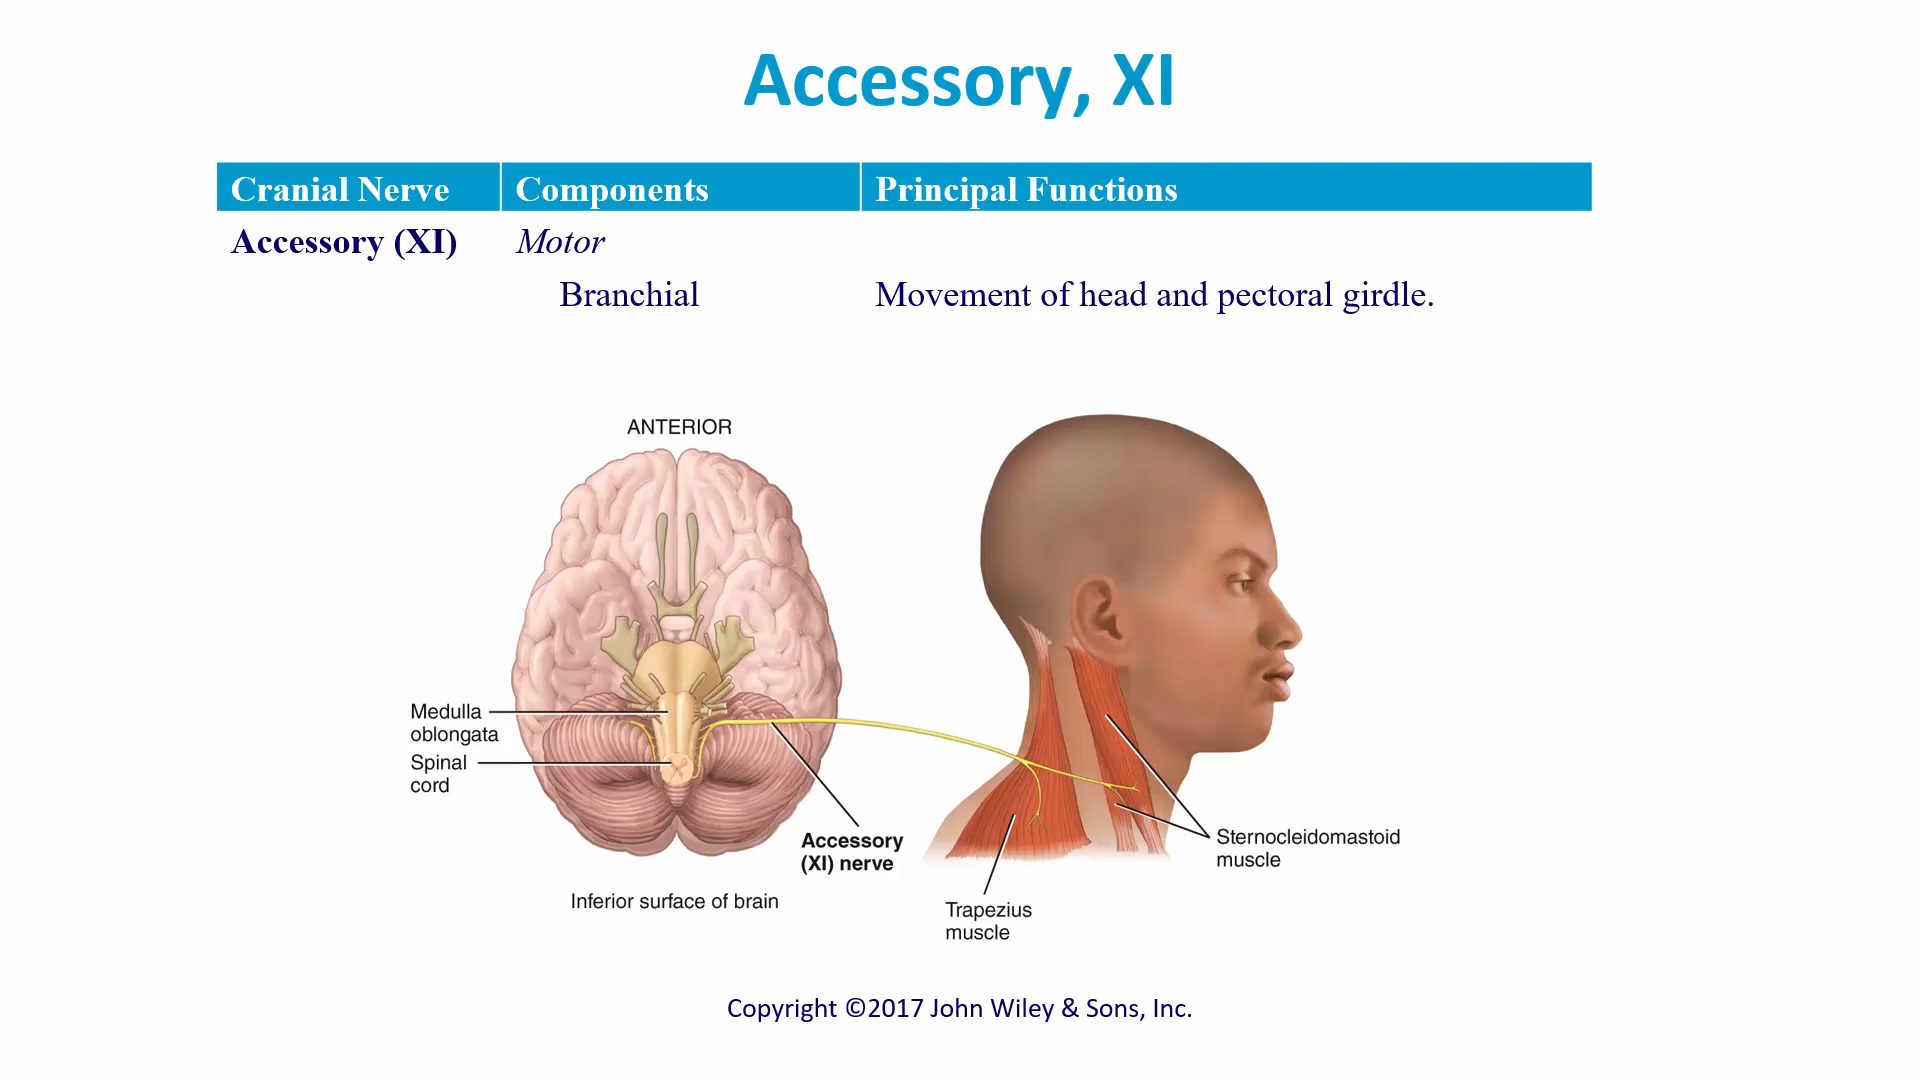 Accessory, XI
Cranial Nerve Components Principal Functions
Accessory (XI) Motor
Branchial Movement of head and pectoral girdle.
ANTERIOR
Medulla
oblongata
Spinal
cord
Accessory
(XI) nerve
Inferior surface of brain
Sternocleidomastoid
muscle
Trapezius
muscle
Copyright ©2017 John Wiley & Sons, Inc.